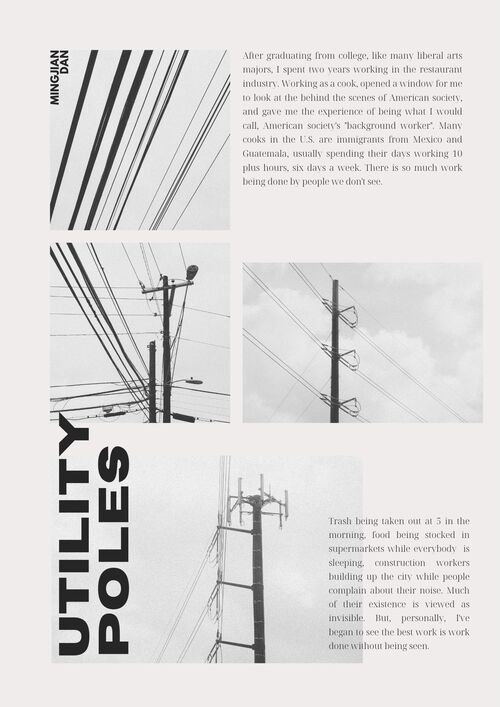 MINGJIAN
DAN
After graduating from college, like many liberal arts
majors, I spent two years working in the restaurant
industry. Working as a cook, opened a window for me
to look at the behind the scenes of American society,
and gave me the experience of being what I would
call, American society's "background worker". Many
cooks in the U.S. are immigrants from Mexico and
Guatemala, usually spending their days working 10
plus hours, six days a week. There is so much work
being done by people we don't see.
UTILITY
POLES
Trash being taken out at 5 in the
morning, food being stocked in
supermarkets while everybody is
sleeping, construction workers
building up the city while people
complain about their noise. Much
of their existence is viewed as
invisible. But, personally, I've
began to see the best work is work
done without being seen.